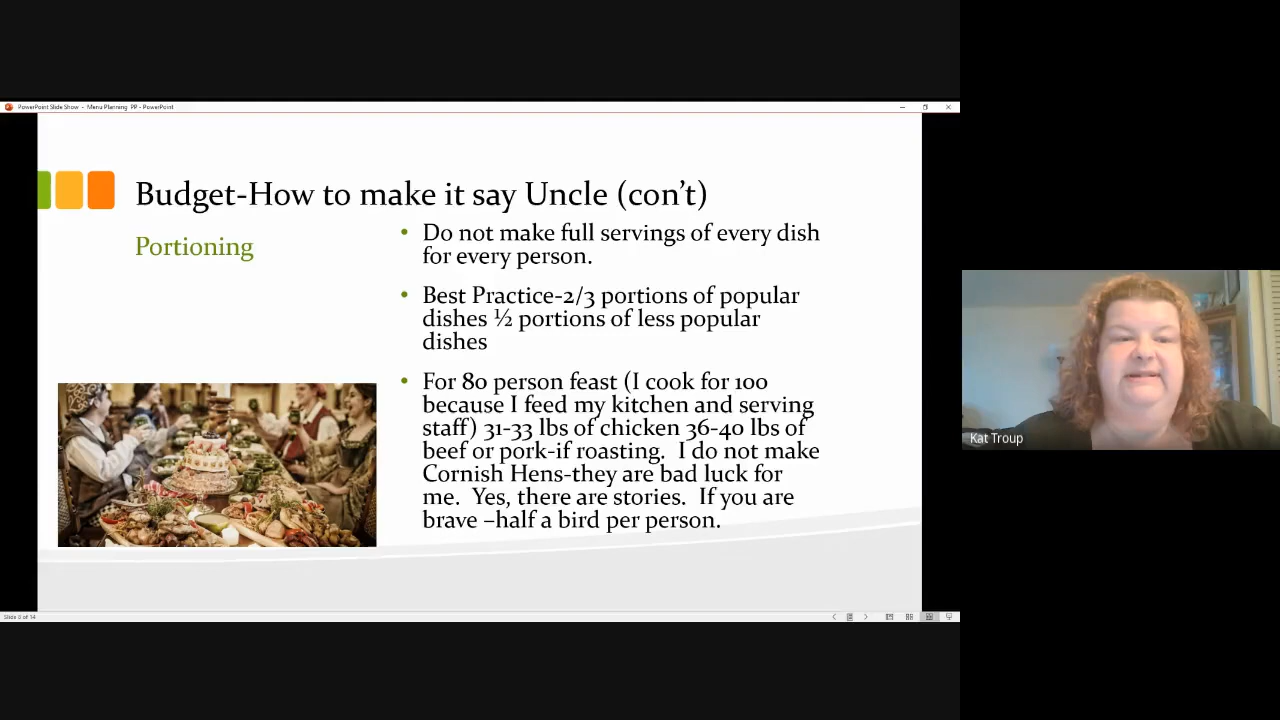 PowerPoint Slide Show - Menu Planning PP - PowerPoint
Budget-How to make it say Uncle (con't)
Portioning
• Do not make full servings of every dish
for every person.
• Best Practice-2/3 portions of popular
dishes ½ portions of less popular
dishes
• For 80 person feast (I cook for 100
because I feed my kitchen and serving
staff) 31-33 lbs of chicken 36-40 lbs of
beef or pork-if roasting.  I do not make
Cornish Hens-they are bad luck for
me.  Yes, there are stories.  If you are
brave –half a bird per person.
Slide 8 of 14
Kat Troup